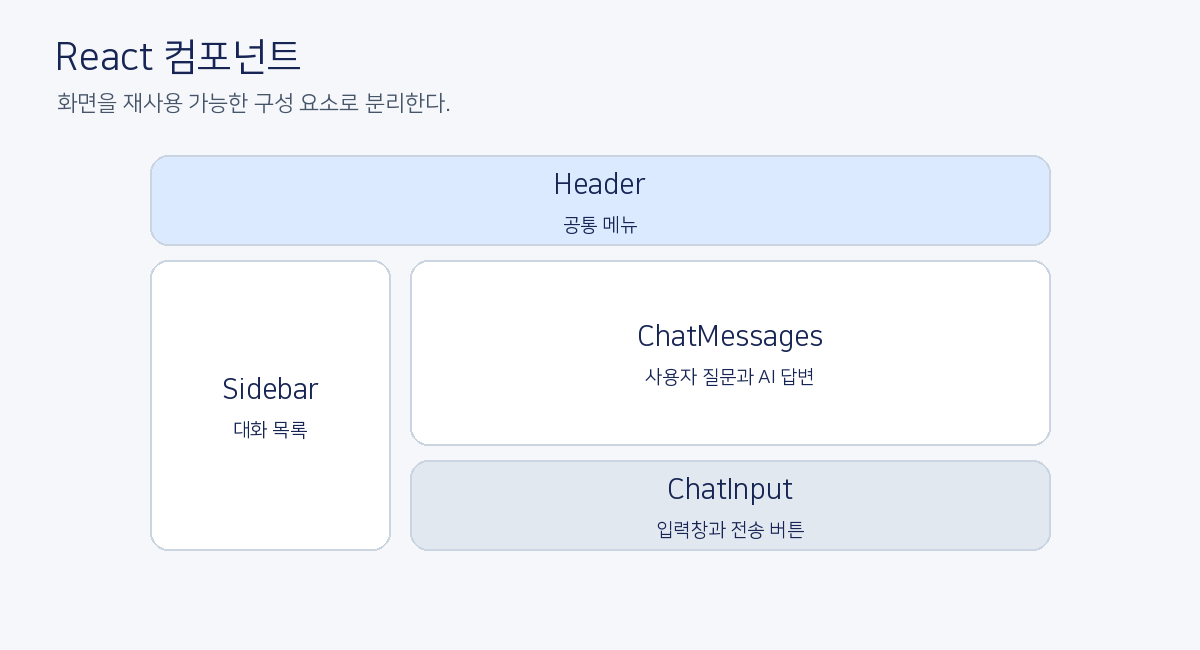 React 컴포넌트
화면을 재사용 가능한 구성 요소로 분리한다.
Header
공통 메뉴
Sidebar
대화 목록
ChatMessages
사용자 질문과 AI 답변
ChatInput
입력창과 전송 버튼